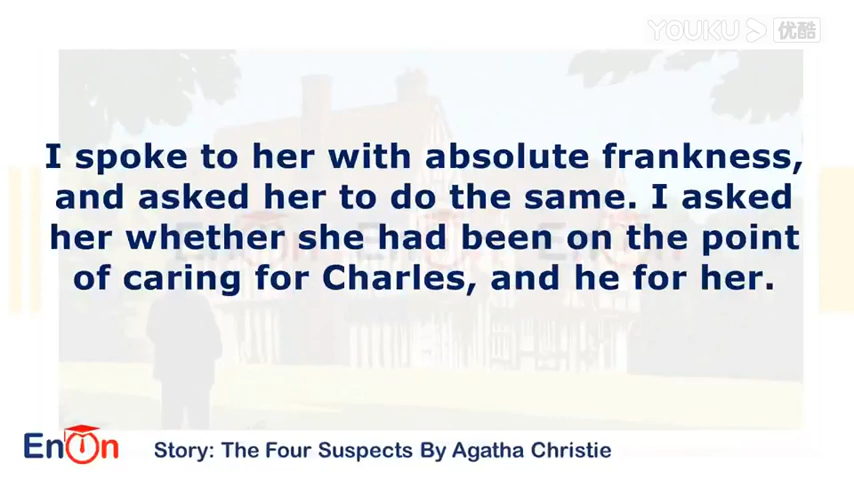 YOUKU 优酷
I spoke to her with absolute frankness,
and asked her to do the same. I asked
her whether she had been on the point
of caring for Charles, and he for her.
EnOn
Story: The Four Suspects By Agatha Christie